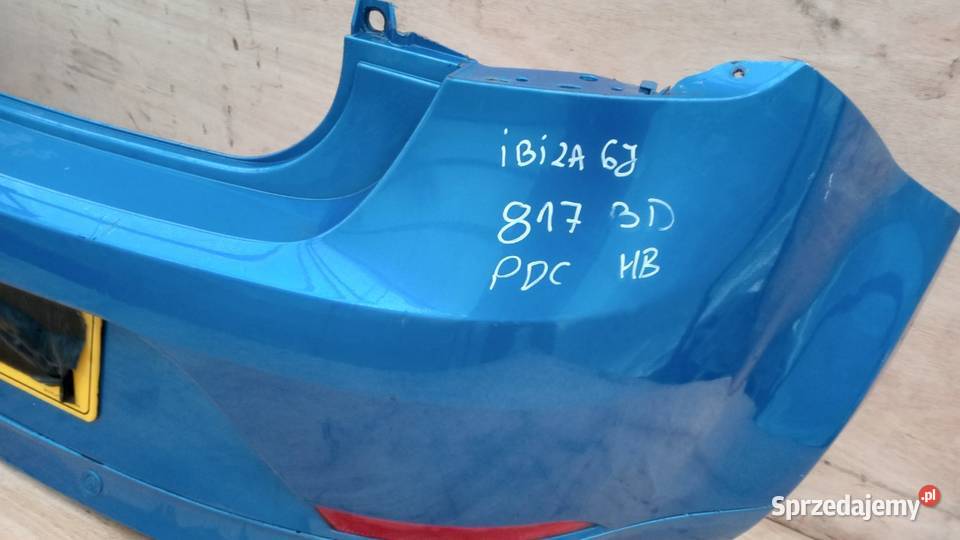 iBiZA 6J
817 3D
PDC HB
Sprzedajemy.pl